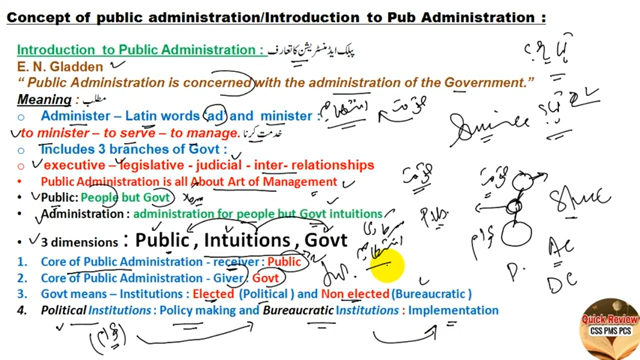 Concept of public administration/Introduction to Pub Administration :
Introduction to Public Administration : پبلک ایڈمنسٹریشن کا تعارف
E. N. Gladden
“ Public Administration is concerned with the administration of the Government.”
Meaning : مطلب
Administer – Latin words ad and minister : انتظام حکومت
to minister – to serve – to manage. خدمت کرنا
Includes 3 branches of Govt :
executive – legislative - judicial - inter- relationships
Public Administration is all About Art of Management
Public: People but Govt
Administration: administration for people but Govt intuitions
3 dimensions : Public , Intuitions , Govt
1. Core of Public Administration - receiver : Public
2. Core of Public Administration - Giver : Govt
3. Govt means – Institutions : Elected (Political) and Non elected (Bureaucratic)
4. Political Institutions : Policy making and Bureaucratic Institutions : Implementation
حکومت
حکومت
عوام
عوام
P.
AC
DC
Quick Review
CSS PMS PCS